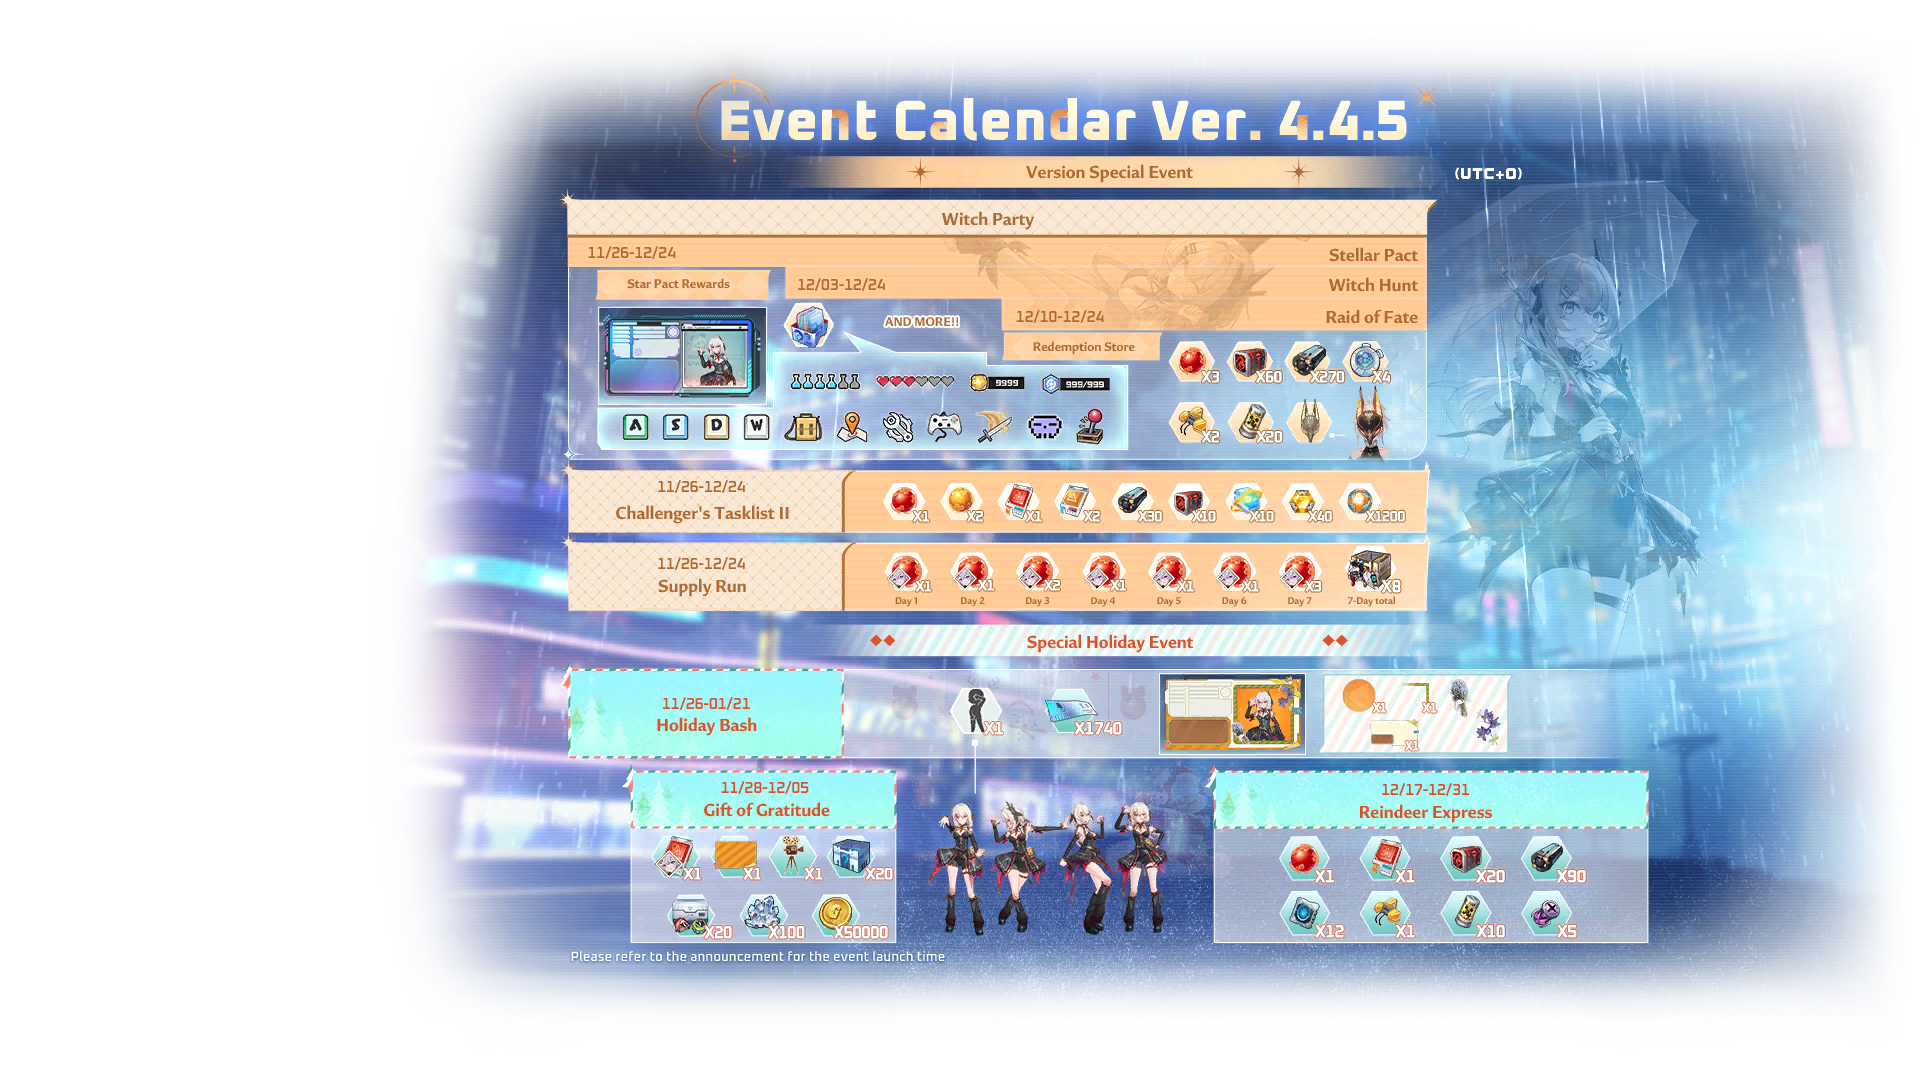 Event Calendar Ver. 4.4.5
Version Special Event
(UTC+0)
Witch Party
11/26-12/24
Stellar Pact
Star Pact Rewards
12/03-12/24
Witch Hunt
AND MORE!!
12/10-12/24
Raid of Fate
Redemption Store
X3
X60
X270
X4
9999
999/999
A
S
D
W
X2
X20
11/26-12/24
Challenger's Tasklist II
X1
X2
X1
X2
X30
X10
X10
X40
X1200
11/26-12/24
Supply Run
X1
X1
X2
X1
X1
X1
X3
X8
Day 1
Day 2
Day 3
Day 4
Day 5
Day 6
Day 7
7-Day total
Special Holiday Event
11/26-01/21
Holiday Bash
X1
X1740
X1
X1
X1
11/28-12/05
Gift of Gratitude
X1
X1
X1
X20
X20
X100
X50000
12/17-12/31
Reindeer Express
X1
X1
X20
X90
X12
X1
X10
X5
Please refer to the announcement for the event launch time